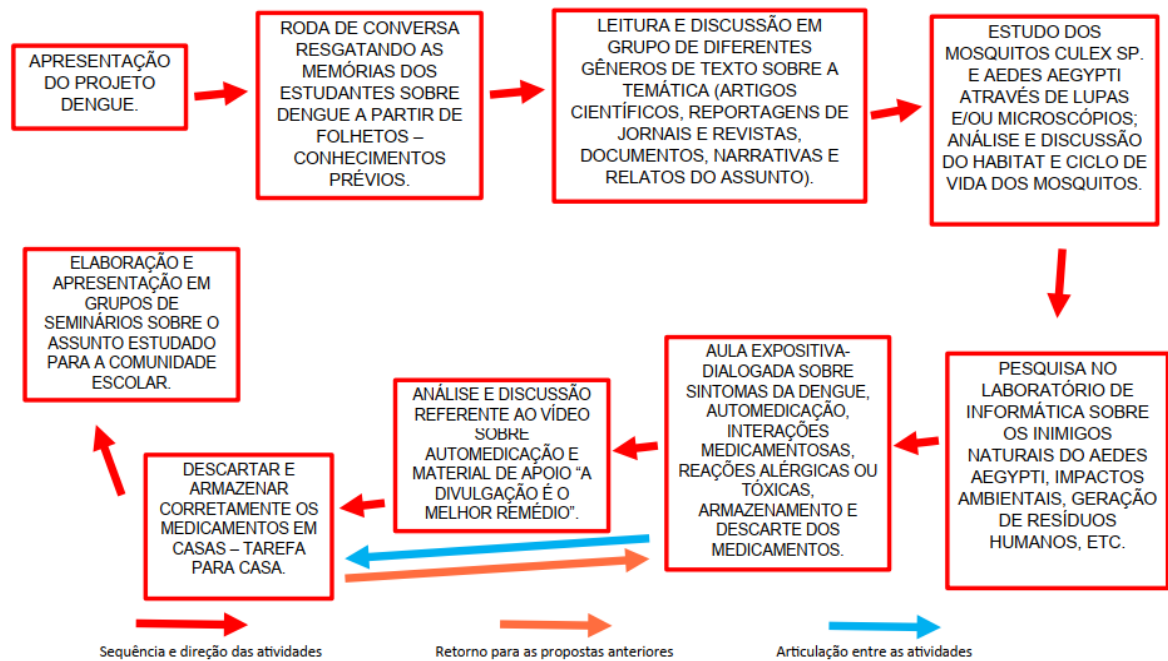 APRESENTAÇÃO
DO PROJETO
DENGUE.
RODA DE CONVERSA
RESGATANDO AS
MEMÓRIAS DOS
ESTUDANTES SOBRE
DENGUE A PARTIR DE
FOLHETOS –
CONHECIMENTOS
PRÉVIOS.
LEITURA E DISCUSSÃO EM
GRUPO DE DIFERENTES
GÊNEROS DE TEXTO SOBRE A
TEMÁTICA (ARTIGOS
CIENTÍFICOS, REPORTAGENS DE
JORNAIS E REVISTAS,
DOCUMENTOS, NARRATIVAS E
RELATOS DO ASSUNTO).
ESTUDO DOS
MOSQUITOS CULEX SP.
E AEDES AEGYPTI
ATRAVÉS DE LUPAS
E/OU MICROSCÓPIOS;
ANÁLISE E DISCUSSÃO
DO HABITAT E CICLO DE
VIDA DOS MOSQUITOS.
PESQUISA NO
LABORATÓRIO DE
INFORMÁTICA SOBRE
OS INIMIGOS
NATURAIS DO AEDES
AEGYPTI, IMPACTOS
AMBIENTAIS, GERAÇÃO
DE RESÍDUOS
HUMANOS, ETC.
AULA EXPOSITIVA-
DIALOGADA SOBRE
SINTOMAS DA DENGUE,
AUTOMEDICAÇÃO,
INTERAÇÕES
MEDICAMENTOSAS,
REAÇÕES ALÉRGICAS OU
TÓXICAS,
ARMAZENAMENTO E
DESCARTE DOS
MEDICAMENTOS.
ANÁLISE E DISCUSSÃO
REFERENTE AO VÍDEO
SOBRE
AUTOMEDICAÇÃO E
MATERIAL DE APOIO “A
DIVULGAÇÃO É O
MELHOR REMÉDIO”.
DESCARTAR E
ARMAZENAR
CORRETAMENTE OS
MEDICAMENTOS EM
CASAS – TAREFA
PARA CASA.
ELABORAÇÃO E
APRESENTAÇÃO EM
GRUPOS DE
SEMINÁRIOS SOBRE O
ASSUNTO ESTUDADO
PARA A COMUNIDADE
ESCOLAR.
Sequência e direção das atividades
Retorno para as propostas anteriores
Articulação entre as atividades